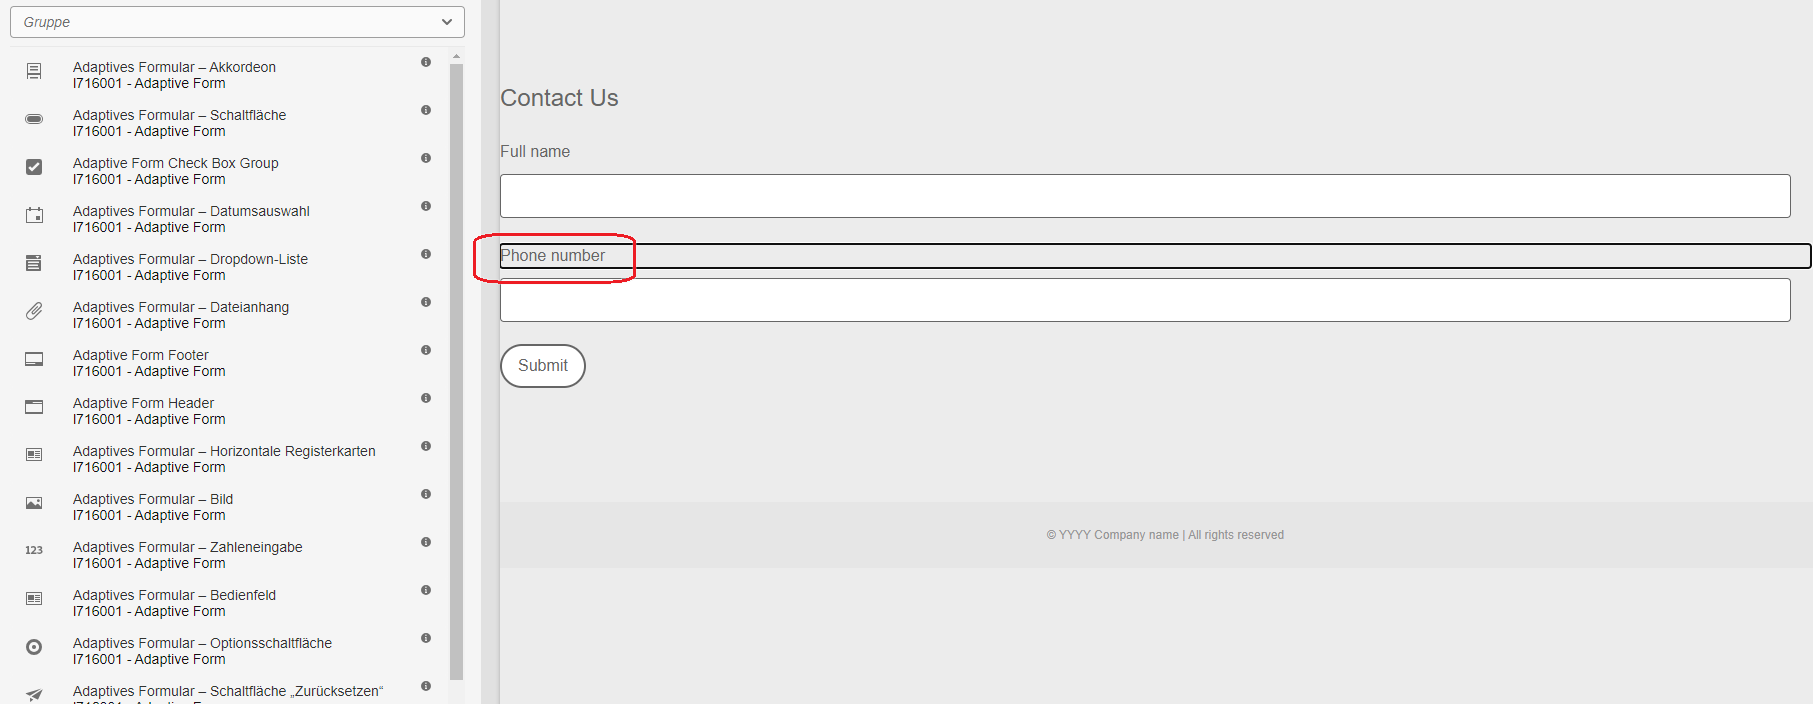 Gruppe
Adaptives Formular – Akkordeon
I716001 - Adaptive Form
Adaptives Formular – Schaltfläche
I716001 - Adaptive Form
Adaptive Form Check Box Group
I716001 - Adaptive Form
Adaptives Formular – Datumsauswahl
I716001 - Adaptive Form
Adaptives Formular – Dropdown-Liste
I716001 - Adaptive Form
Adaptives Formular – Dateianhang
I716001 - Adaptive Form
Adaptive Form Footer
I716001 - Adaptive Form
Adaptive Form Header
I716001 - Adaptive Form
Adaptives Formular – Horizontale Registerkarten
I716001 - Adaptive Form
Adaptives Formular – Bild
I716001 - Adaptive Form
123
Adaptives Formular – Zahleneingabe
I716001 - Adaptive Form
Adaptives Formular – Bedienfeld
I716001 - Adaptive Form
Adaptives Formular – Optionsschaltfläche
I716001 - Adaptive Form
Adaptives Formular – Schaltfläche „Zurücksetzen“
Contact Us
Full name
Phone number
Submit
© YYYY Company name | All rights reserved